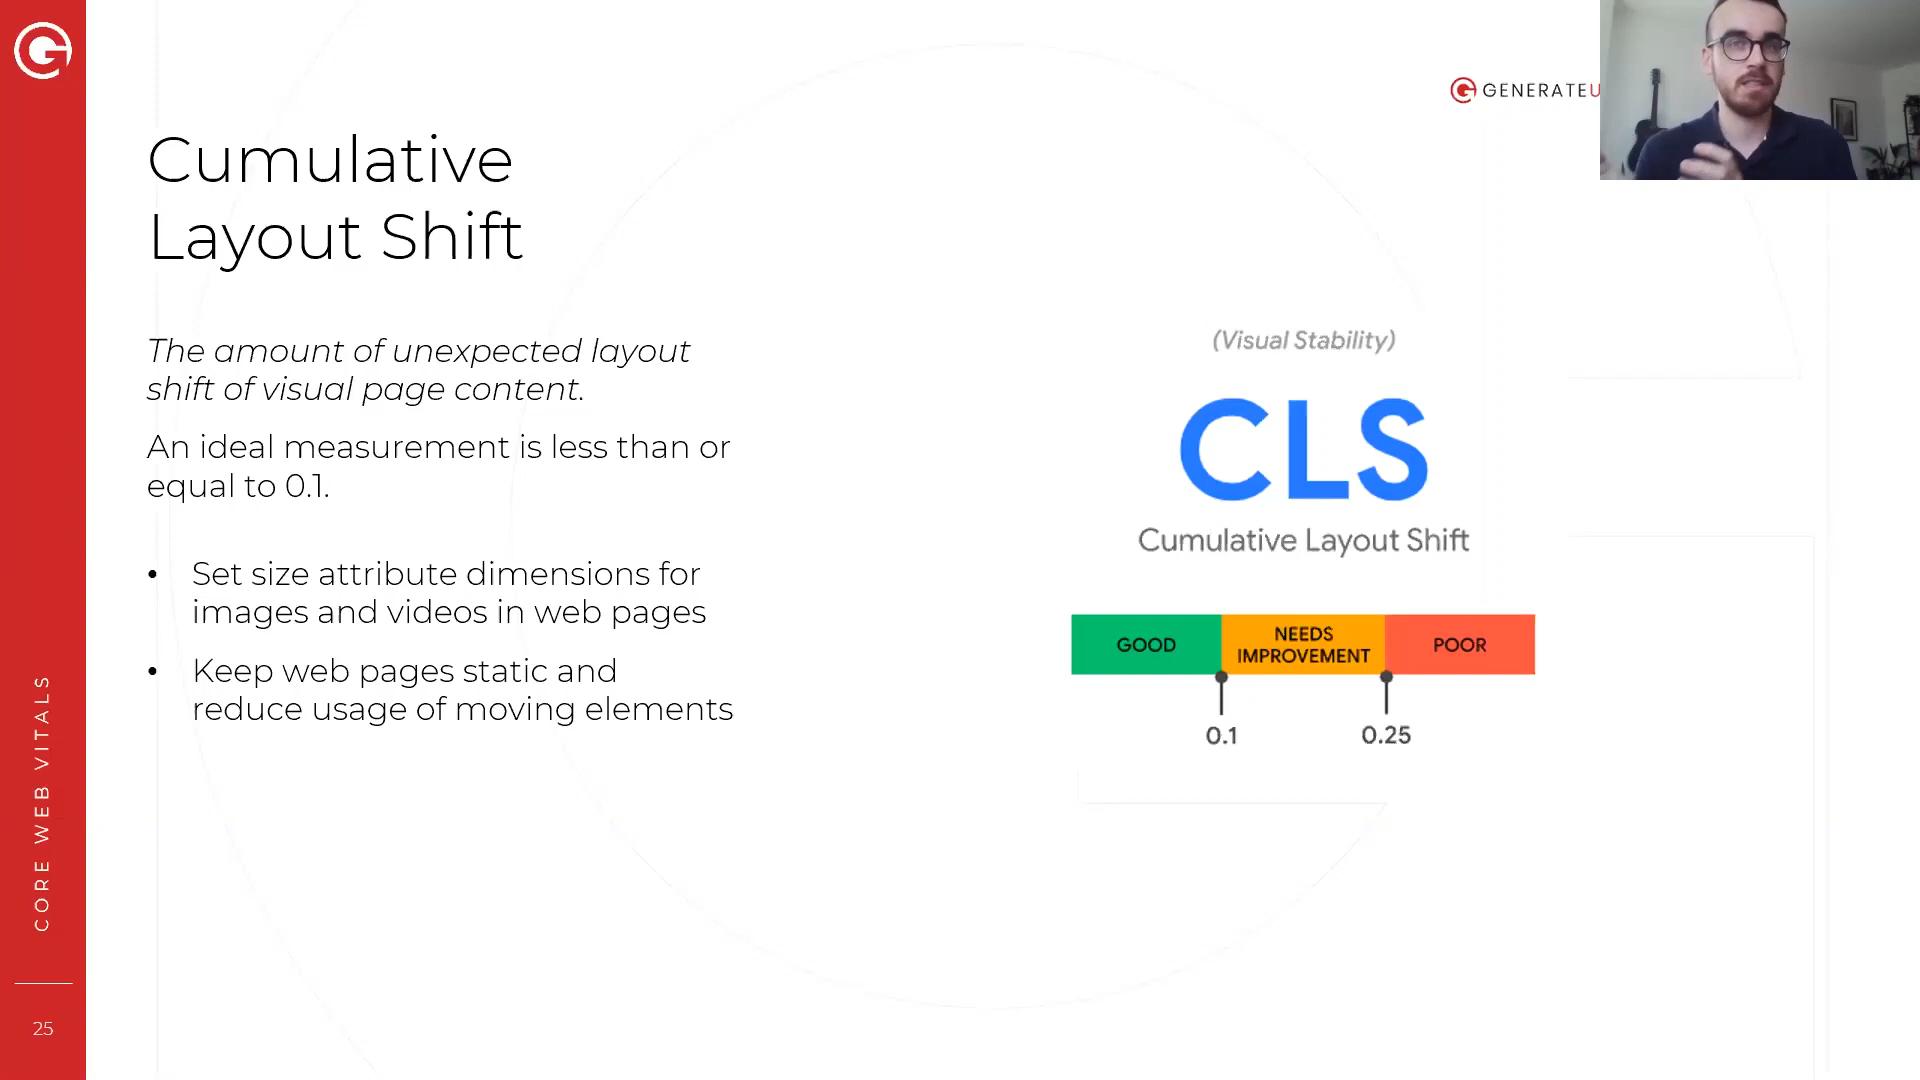 GENERATEU
Cumulative
Layout Shift
The amount of unexpected layout
shift of visual page content.
An ideal measurement is less than or
equal to 0.1.
• Set size attribute dimensions for
images and videos in web pages
• Keep web pages static and
reduce usage of moving elements
(Visual Stability)
CLS
Cumulative Layout Shift
GOOD
NEEDS
IMPROVEMENT
POOR
0.1
0.25
CORE WEB VITALS
25